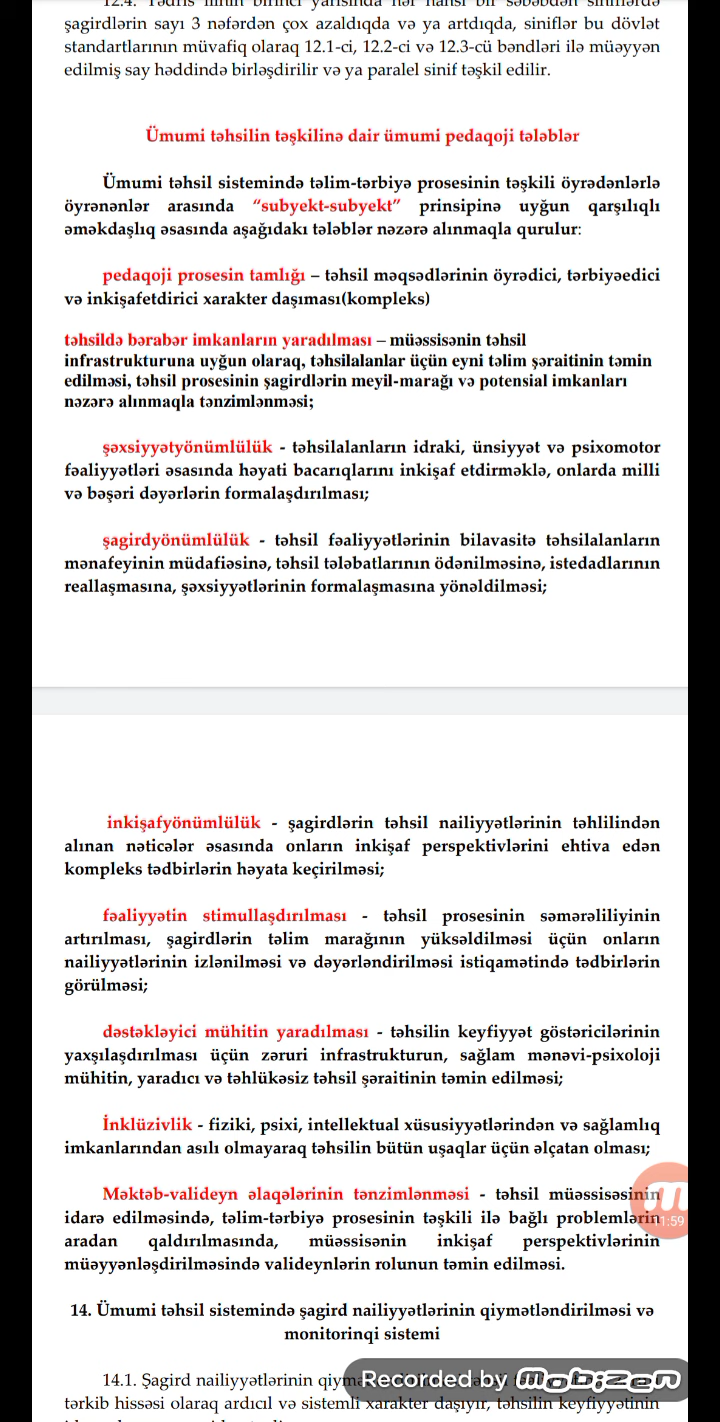 12.4. Tədris ilinin birinci yarısında hər hansı bir səbəbdən siniflərdə
şagirdlərin sayı 3 nəfərdən çox azaldıqda və ya artdıqda, siniflər bu dövlət
standartlarının müvafiq olaraq 12.1-ci, 12.2-ci və 12.3-cü bəndləri ilə müəyyən
edilmiş say həddində birləşdirilir və ya paralel sinif təşkil edilir.
Ümumi təhsilin təşkilinə dair ümumi pedaqoji tələblər
Ümumi təhsil sistemində təlim-tərbiyə prosesinin təşkili öyrədənlərlə
öyrənənlər arasında “subyekt-subyekt” prinsipinə uyğun qarşılıqlı
əməkdaşlıq əsasında aşağıdakı tələblər nəzərə alınmaqla qurulur:
pedaqoji prosesin tamlığı – təhsil məqsədlərinin öyrədici, tərbiyəedici
və inkişafetdirici xarakter daşıması(kompleks)
təhsildə bərabər imkanların yaradılması – müəssisənin təhsil
infrastrukturuna uyğun olaraq, təhsilalanlar üçün eyni təlim şəraitinin təmin
edilməsi, təhsil prosesinin şagirdlərin meyil-marağı və potensial imkanları
nəzərə alınmaqla tənzimlənməsi;
şəxsiyyətyönümlülük - təhsilalanların idraki, ünsiyyət və psixomotor
fəaliyyətləri əsasında həyati bacarıqlarını inkişaf etdirməklə, onlarda milli
və bəşəri dəyərlərin formalaşdırılması;
şagirdyönümlülük - təhsil fəaliyyətlərinin bilavasitə təhsilalanların
mənafeyinin müdafiəsinə, təhsil tələbatlarının ödənilməsinə, istedadlarının
reallaşmasına, şəxsiyyətlərinin formalaşmasına yönəldilməsi;
inkişafyönümlülük - şagirdlərin təhsil nailiyyətlərinin təhlilindən
alınan nəticələr əsasında onların inkişaf perspektivlərini ehtiva edən
kompleks tədbirlərin həyata keçirilməsi;
fəaliyyətin stimullaşdırılması - təhsil prosesinin səmərəliliyinin
artırılması, şagirdlərin təlim marağının yüksəldilməsi üçün onların
nailiyyətlərinin izlənilməsi və dəyərləndirilməsi istiqamətində tədbirlərin
görülməsi;
dəstəkləyici mühitin yaradılması - təhsilin keyfiyyət göstəricilərinin
yaxşılaşdırılması üçün zəruri infrastrukturun, sağlam mənəvi-psixoloji
mühitin, yaradıcı və təhlükəsiz təhsil şəraitinin təmin edilməsi;
İnklüzivlik - fiziki, psixi, intellektual xüsusiyyətlərindən və sağlamlıq
imkanlarından asılı olmayaraq təhsilin bütün uşaqlar üçün əlçatan olması;
Məktəb-valideyn əlaqələrinin tənzimlənməsi - təhsil müəssisəsinin
idarə edilməsində, təlim-tərbiyə prosesinin təşkili ilə bağlı problemlərin
11:59
aradan qaldırılmasında, müəssisənin inkişaf perspektivlərinin
müəyyənləşdirilməsində valideynlərin rolunun təmin edilməsi.
14. Ümumi təhsil sistemində şagird nailiyyətlərinin qiymətləndirilməsi və
monitorinqi sistemi
14.1. Şagird nailiyyətlərinin
Recorded by mobizen
tərkib hissəsi olaraq ardıcıl və sistemli xarakter daşıyır, təhsilin keyfiyyətinin